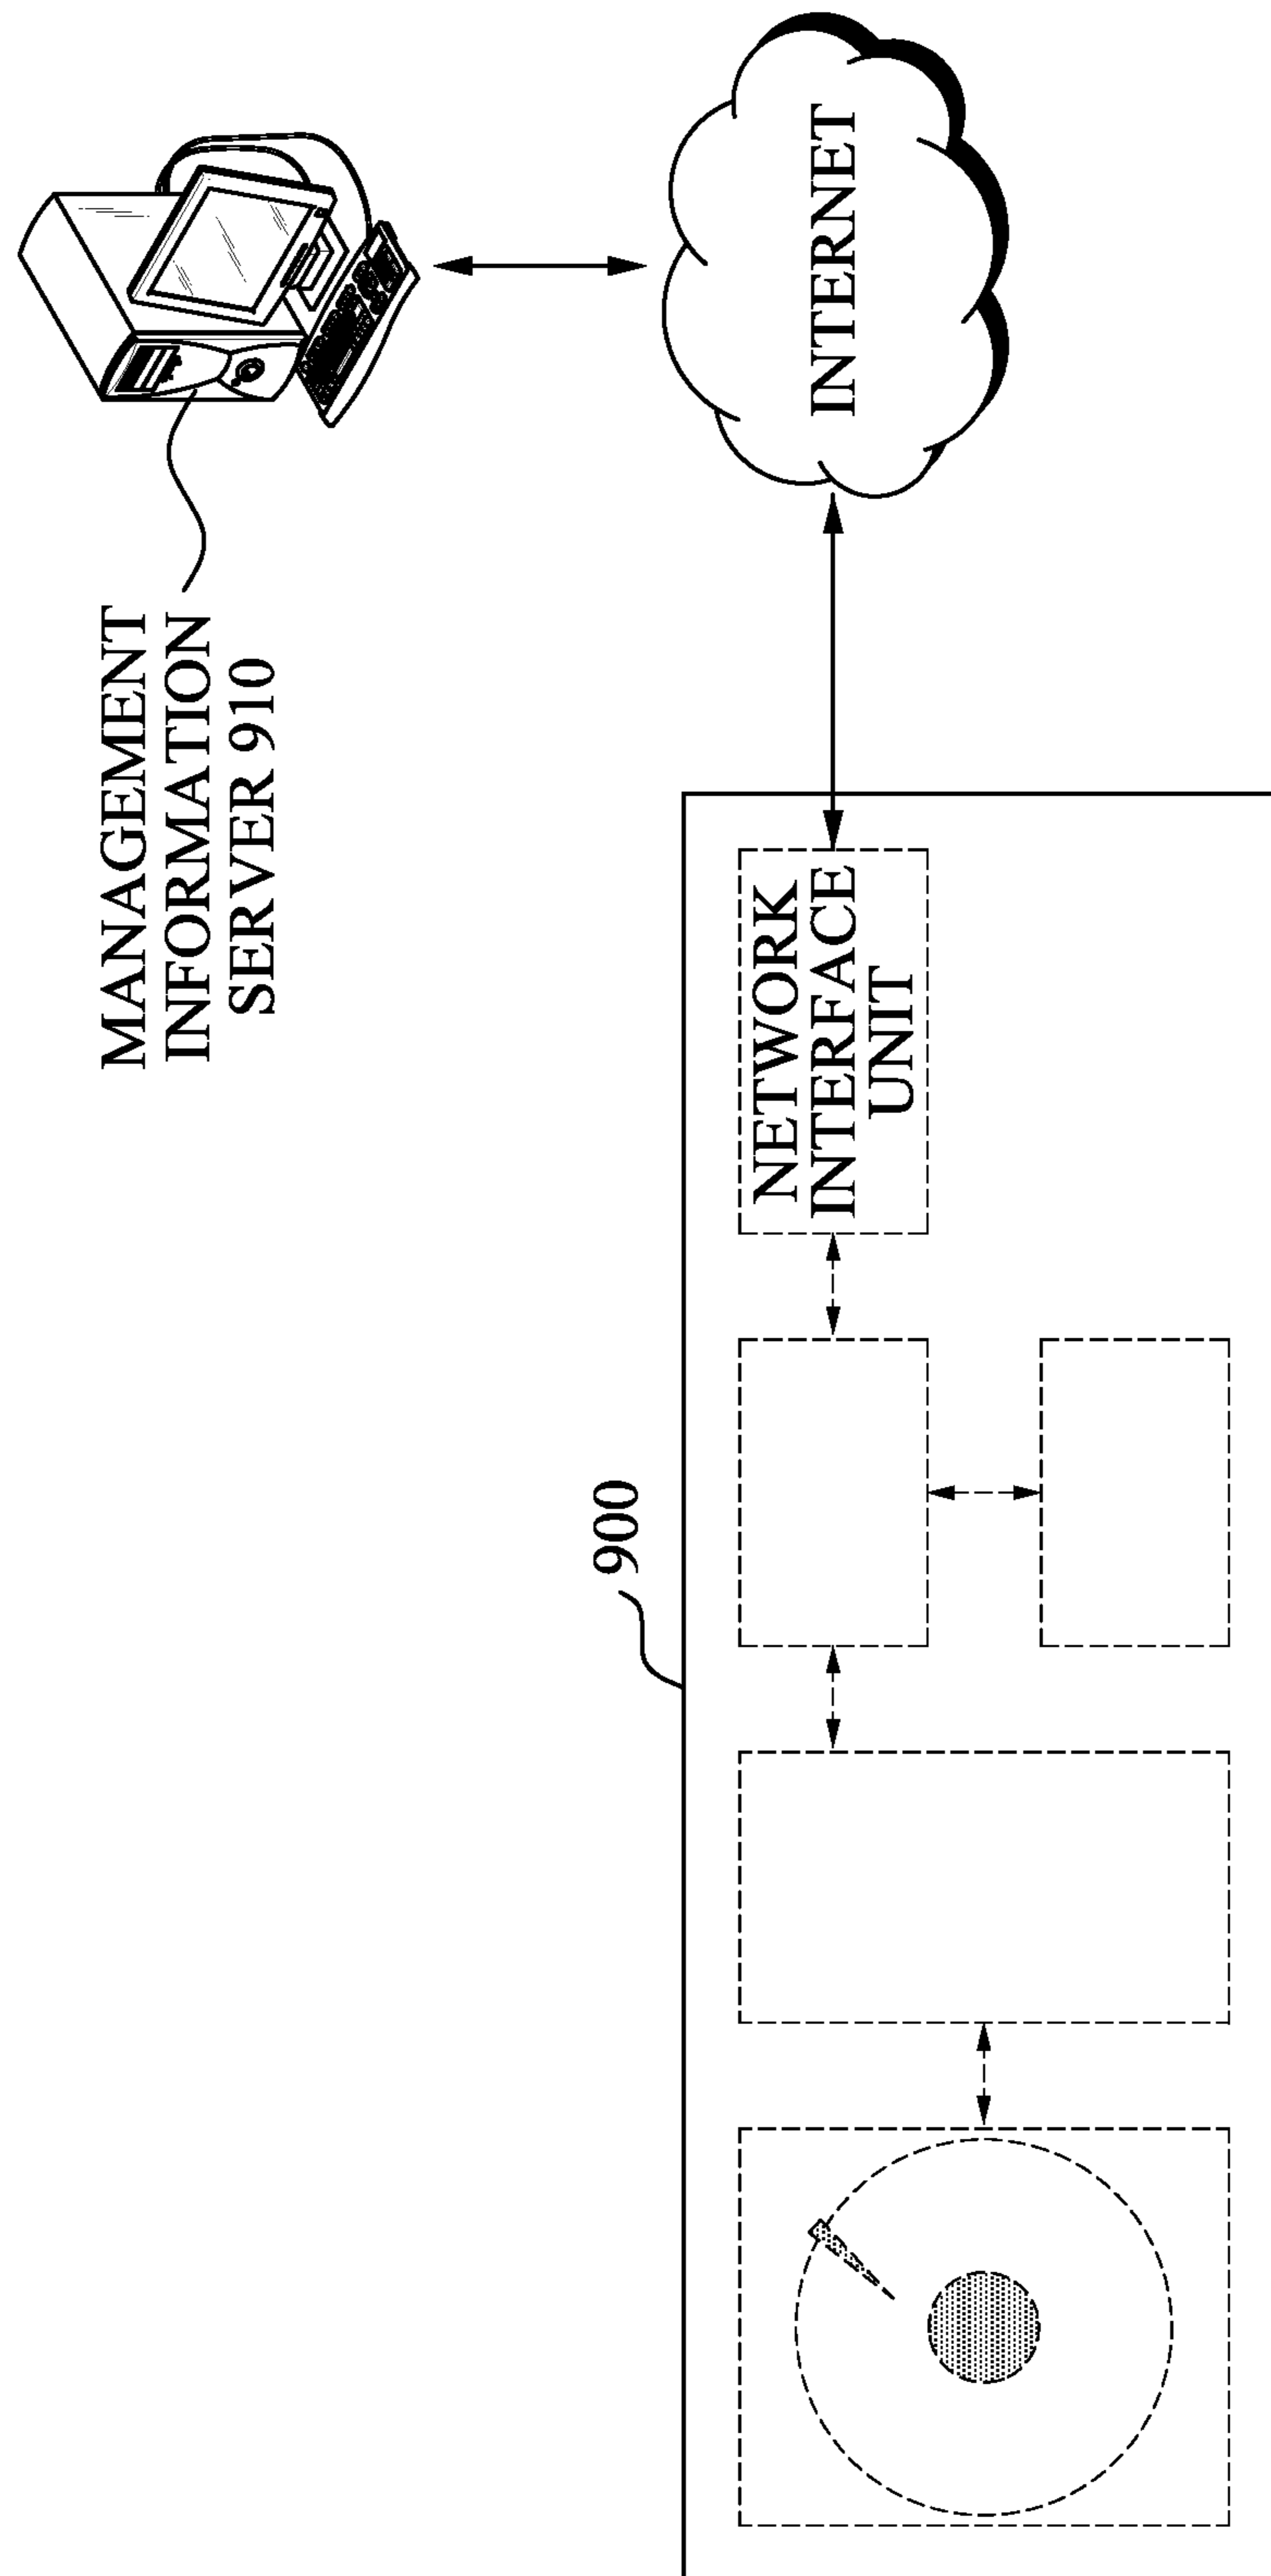 MANAGEMENT
INFORMATION
SERVER 910
INTERNET
900
NETWORK
INTERFACE
UNIT